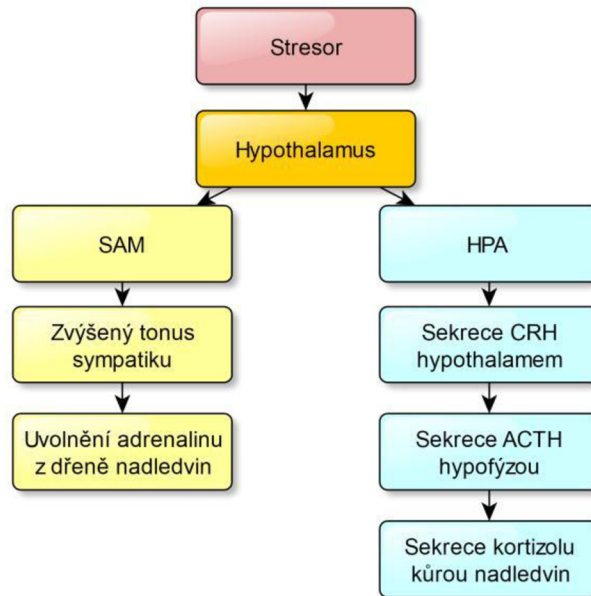 Stresor
Hypothalamus
SAM
Zvýšený tonus
sympatiku
Uvolnění adrenalinu
z dřeně nadledvin
HPA
Sekrece CRH
hypothalamem
Sekrece ACTH
hypofýzou
Sekrece kortizolu
kůrou nadledvin